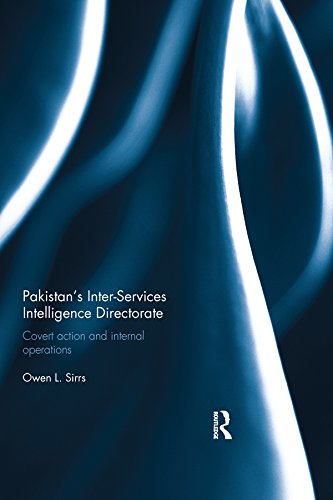 Pakistan's Inter-Services
Intelligence Directorate
Covert action and internal
operations
Owen L. Sirrs
R
ROUTLEDGE